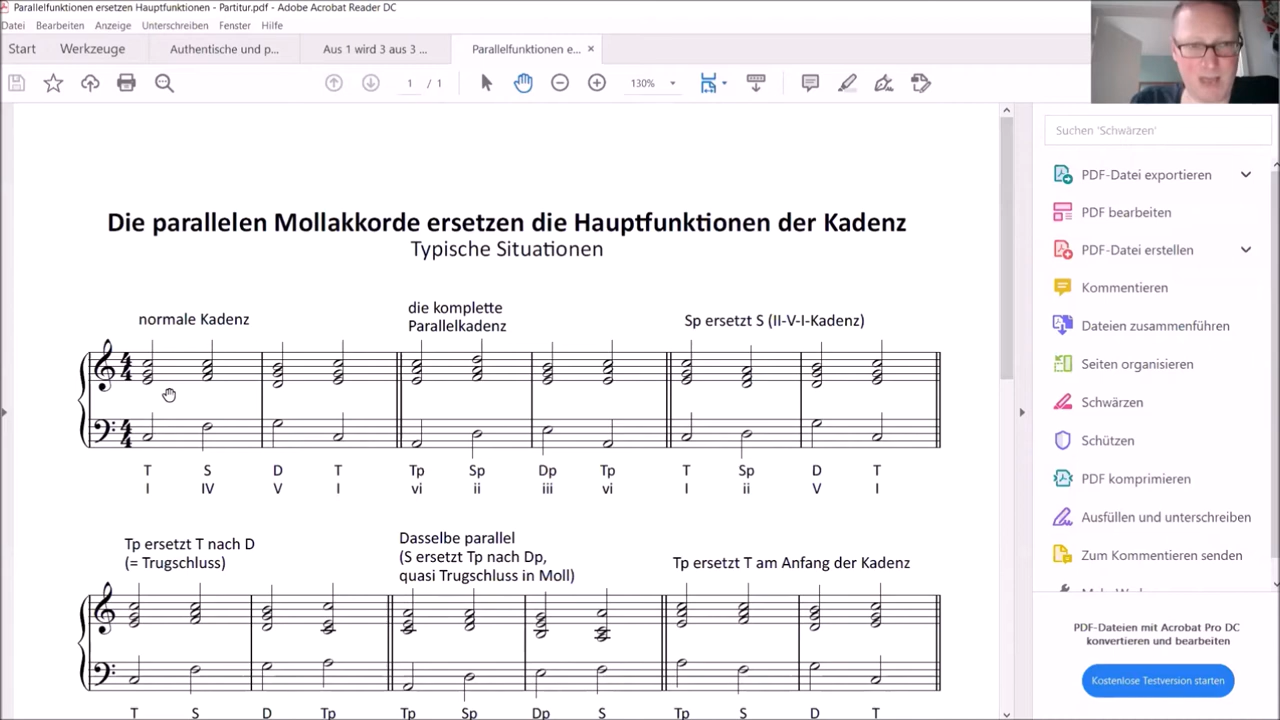 Parallelfunktionen ersetzen Hauptfunktionen - Partitur.pdf - Adobe Acrobat Reader DC
Datei Bearbeiten Anzeige Unterschreiben Fenster Hilfe
Start Werkzeuge Authentische und p... Aus 1 wird 3 aus 3 ... Parallelfunktionen e... ×
1 / 1 130%
Suchen 'Schwärzen'
PDF-Datei exportieren
PDF bearbeiten
PDF-Datei erstellen
Kommentieren
Dateien zusammenführen
Seiten organisieren
Schwärzen
Schützen
PDF komprimieren
Ausfüllen und unterschreiben
Zum Kommentieren senden
PDF-Dateien mit Acrobat Pro DC
konvertieren und bearbeiten
Kostenlose Testversion starten
Die parallelen Mollakkorde ersetzen die Hauptfunktionen der Kadenz
Typische Situationen
normale Kadenz
die komplette
Parallelkadenz
Sp ersetzt S (II-V-I-Kadenz)
4 4
4 4
T S D T Tp Sp Dp Tp T Sp D T
I IV V I vi ii iii vi I ii V I
Tp ersetzt T nach D
(= Trugschluss)
Dasselbe parallel
(S ersetzt Tp nach Dp,
quasi Trugschluss in Moll)
Tp ersetzt T am Anfang der Kadenz
T S D Tp Tp Sp Dp S Tp S D T